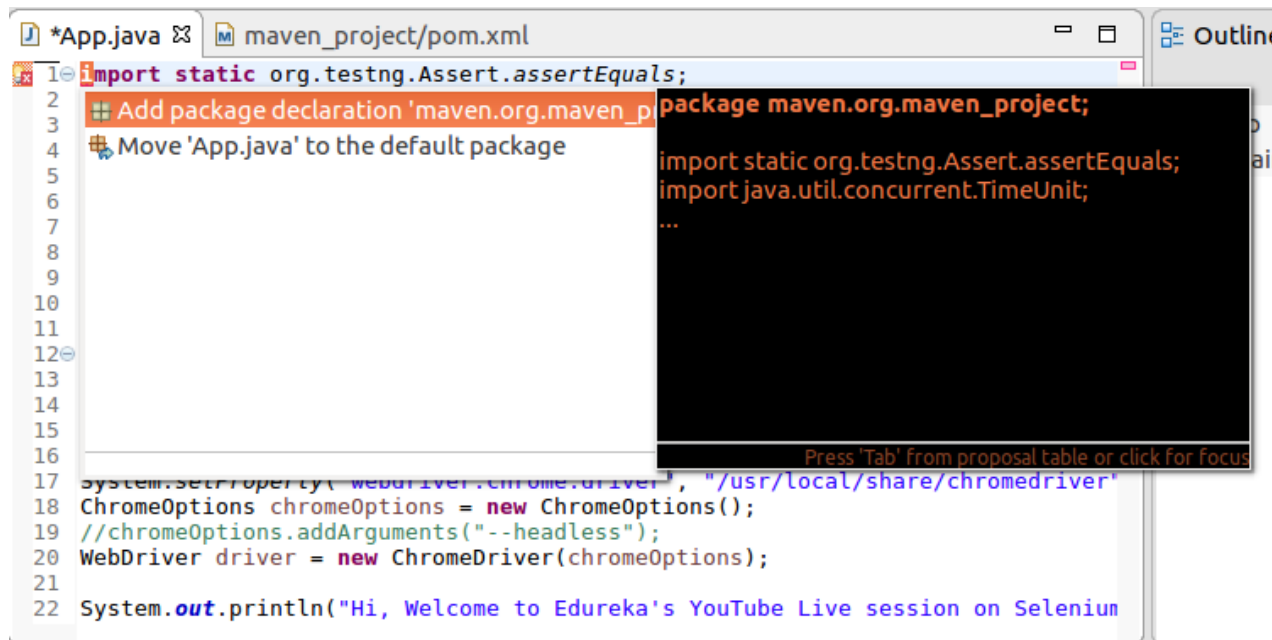 *App.java
maven_project/pom.xml
Outline
1 import static org.testng.Assert.assertEquals;
2
Add package declaration 'maven.org.maven_p
package maven.org.maven_project;
3
4
Move 'App.java' to the default package
import static org.testng.Assert.assertEquals;
5
import java.util.concurrent.TimeUnit;
6
...
7
8
9
10
11
12
13
14
15
16
Press 'Tab' from proposal table or click for focus
17 System.setProperty("webdriver.chrome.driver", "/usr/local/share/chromedriver"
18 ChromeOptions chromeOptions = new ChromeOptions();
19 //chromeOptions.addArguments("--headless");
20 WebDriver driver = new ChromeDriver(chromeOptions);
21
22 System.out.println("Hi, Welcome to Edureka's YouTube Live session on Selenium